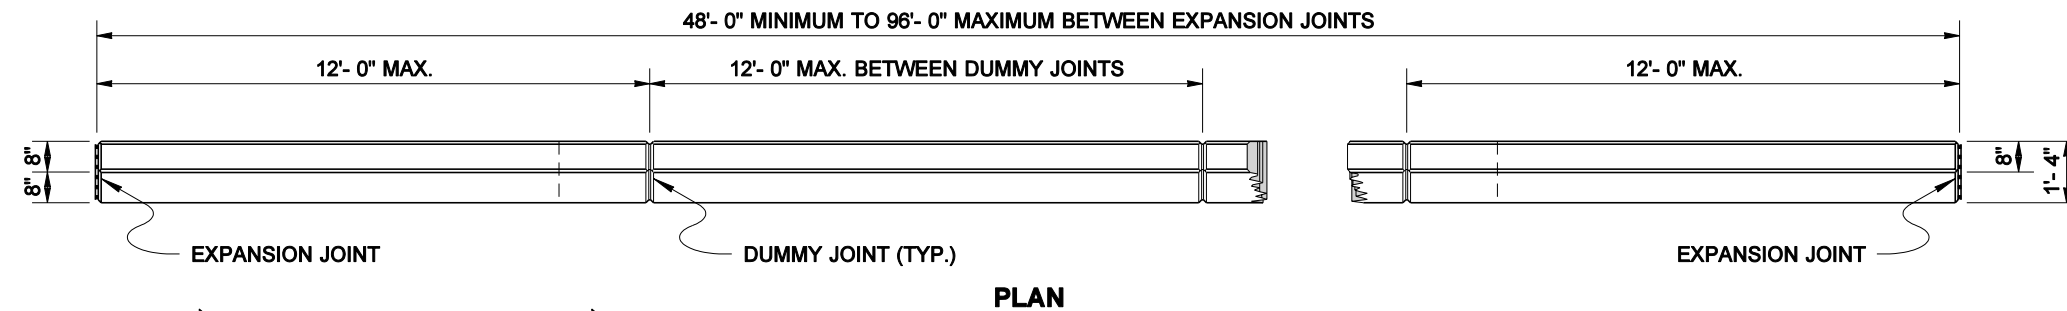 48'- 0" MINIMUM TO 96'- 0" MAXIMUM BETWEEN EXPANSION JOINTS
12'- 0" MAX.
12'- 0" MAX. BETWEEN DUMMY JOINTS
12'- 0" MAX.
8"
8"
8"
1'- 4"
EXPANSION JOINT
DUMMY JOINT (TYP.)
EXPANSION JOINT
PLAN